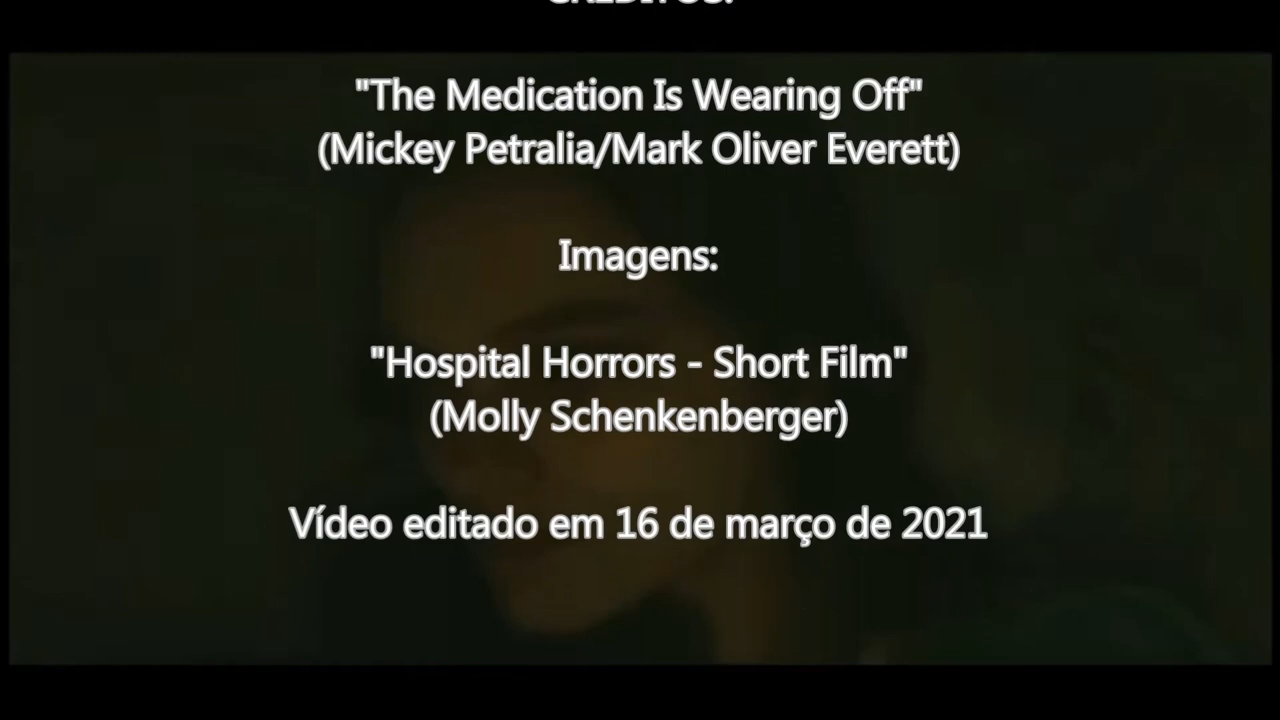 CRÉDITOS:
"The Medication Is Wearing Off"
(Mickey Petralia/Mark Oliver Everett)
Imagens:
"Hospital Horrors - Short Film"
(Molly Schenkenberger)
Vídeo editado em 16 de março de 2021